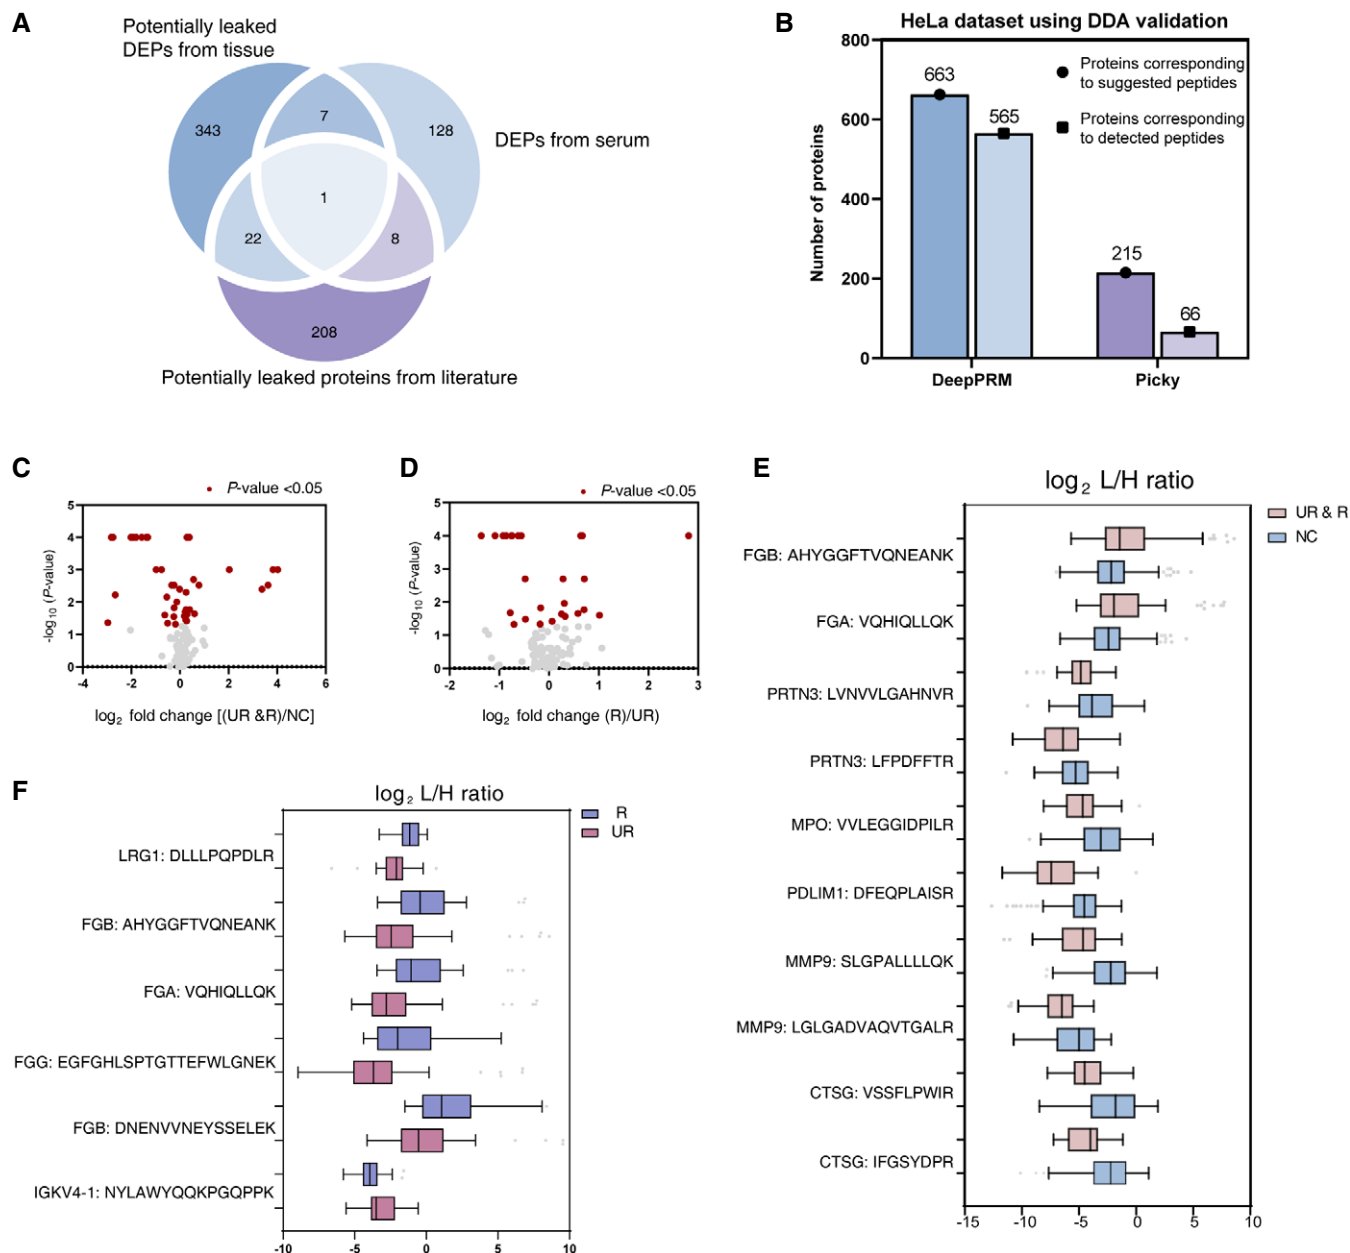 A
Potentially leaked
DEPs from tissue
343
7
128
DEPs from serum
1
22
8
208
Potentially leaked proteins from literature
B
HeLa dataset using DDA validation
Number of proteins
800
600
400
200
0
663
565
215
66
Proteins corresponding
to suggested peptides
Proteins corresponding
to detected peptides
DeepPRM
Picky
C
P-value <0.05
-log10 (P-value)
5
4
3
2
1
0
-4
-2
0
2
4
6
log2 fold change [(UR &R)/NC]
D
P-value <0.05
-log10 (P-value)
5
4
3
2
1
0
-2
-1
0
1
2
3
log2 fold change (R)/UR)
E
log2 L/H ratio
UR & R
NC
FGB: AHYGGFTVQNEANK
FGA: VQHIQLLQK
PRTN3: LVNVVLGAHNVR
PRTN3: LFPDFFTR
MPO: VVLEGGIDPILR
PDLIM1: DFEQPLAISR
MMP9: SLGPALLLLQK
MMP9: LGLGADVAQVTGALR
CTSG: VSSFLPWIR
CTSG: IFGSYDPR
-15
-10
-5
0
5
10
F
log2 L/H ratio
R
UR
LRG1: DLLLPQPDLR
FGB: AHYGGFTVQNEANK
FGA: VQHIQLLQK
FGG: EGFGHLSPTGTTEFWLGNEK
FGB: DNENVVNEYSSELEK
IGKV4-1: NYLAWYQQKPGQPPK
-10
-5
0
5
10